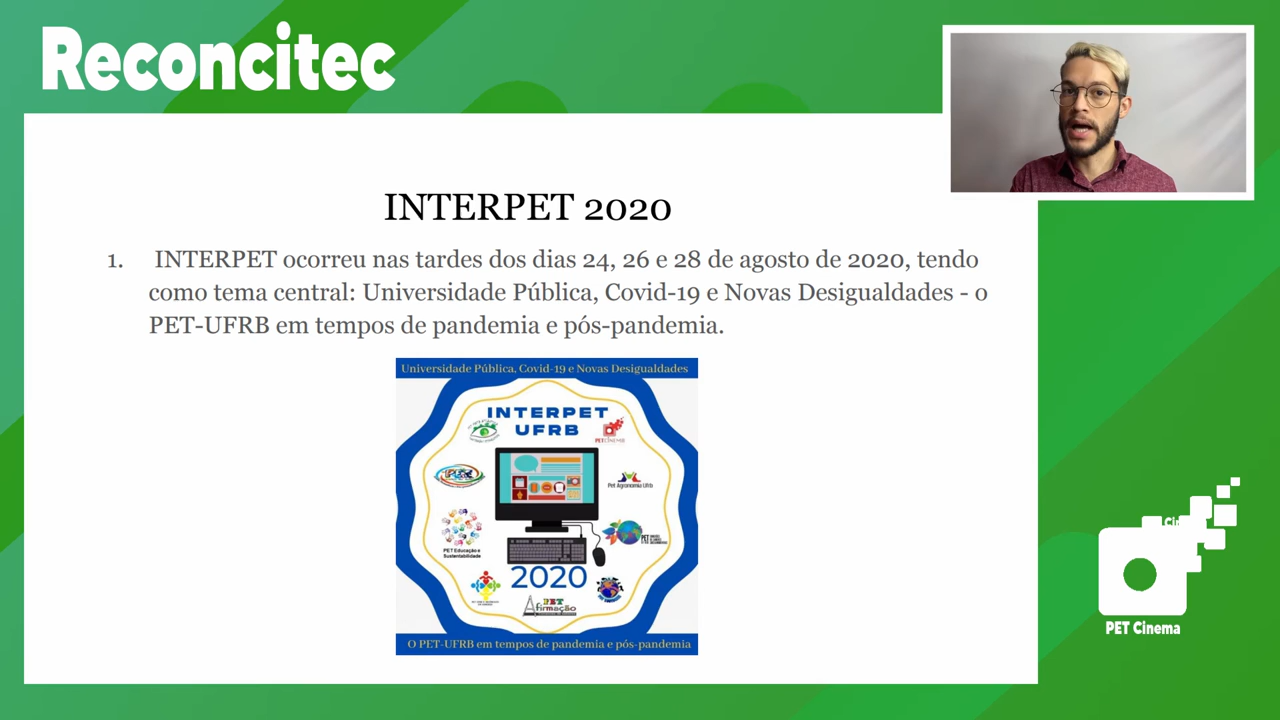 Reconcitec
INTERPET 2020
1. INTERPET ocorreu nas tardes dos dias 24, 26 e 28 de agosto de 2020, tendo
como tema central: Universidade Pública, Covid-19 e Novas Desigualdades - o
PET-UFRB em tempos de pandemia e pós-pandemia.
Universidade Pública, Covid-19 e Novas Desigualdades
INTERPET
UFRB
PET CINEMA
Pet Agronomia Ufrb
PET Educação e
Sustentabilidade
PET
2020
PET
Afirmação
O PET-UFRB em tempos de pandemia e pós-pandemia
PET Cinema